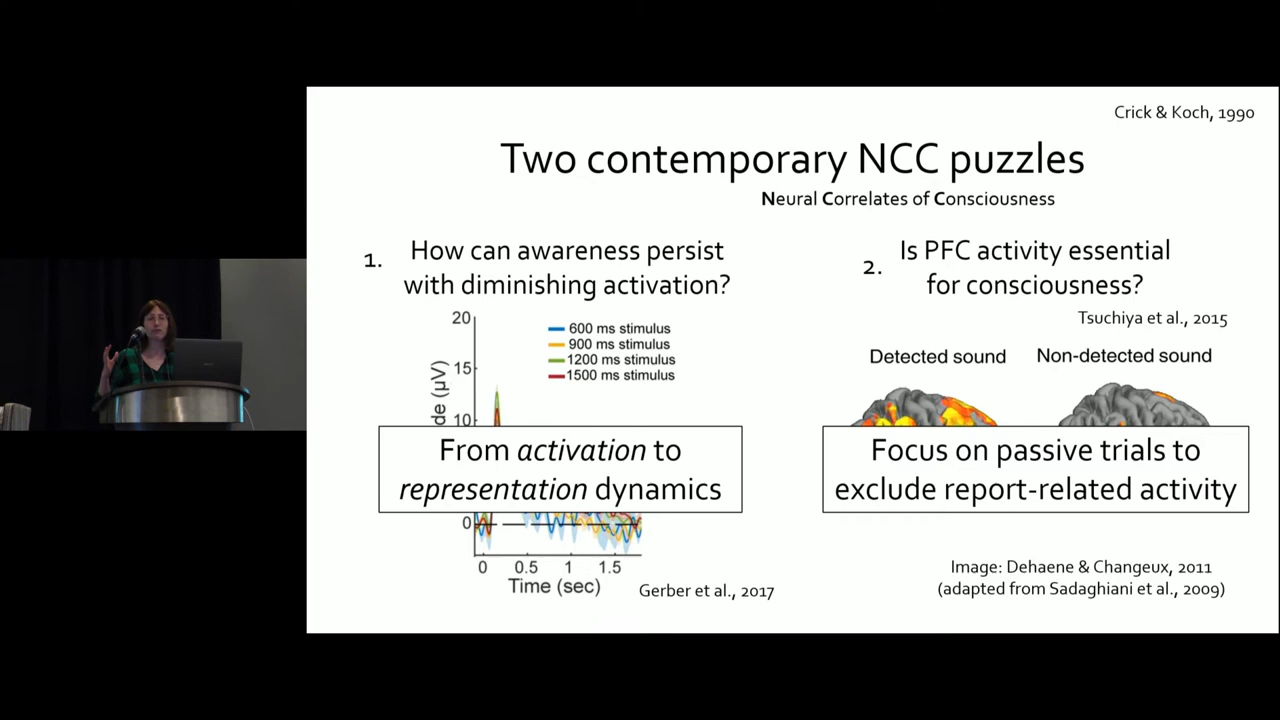 Crick & Koch, 1990
Two contemporary NCC puzzles
Neural Correlates of Consciousness
1. How can awareness persist
with diminishing activation?
20
15
10
0
de (µV)
600 ms stimulus
900 ms stimulus
1200 ms stimulus
1500 ms stimulus
From activation to
representation dynamics
0 0.5 1 1.5
Time (sec)
Gerber et al., 2017
2. Is PFC activity essential
for consciousness?
Tsuchiya et al., 2015
Detected sound
Non-detected sound
Focus on passive trials to
exclude report-related activity
Image: Dehaene & Changeux, 2011
(adapted from Sadaghiani et al., 2009)